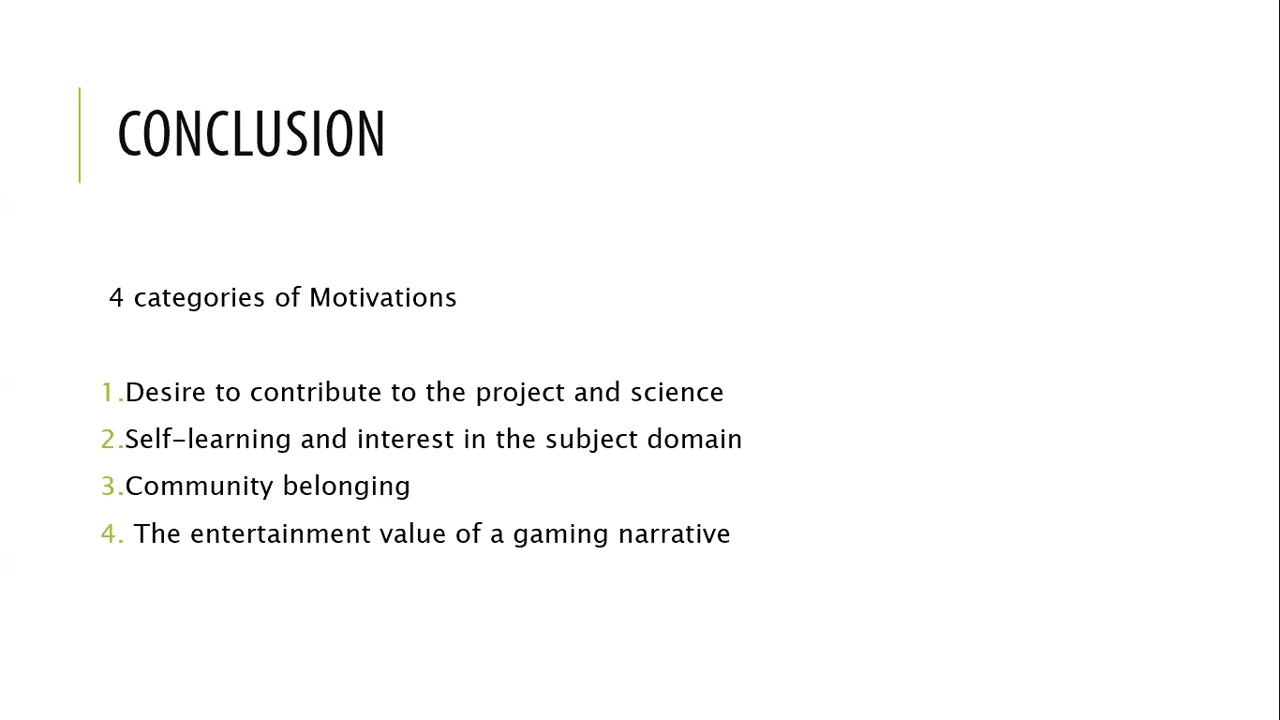 CONCLUSION
4 categories of Motivations
1.Desire to contribute to the project and science
2.Self-learning and interest in the subject domain
3.Community belonging
4. The entertainment value of a gaming narrative